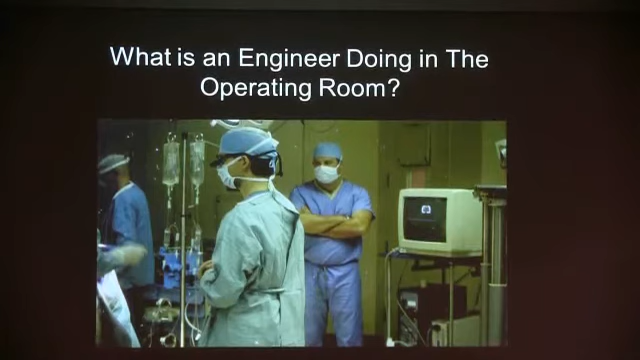 What is an Engineer Doing in The
Operating Room?